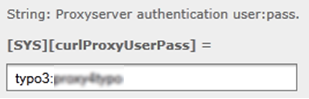 String: Proxyserver authentication user:pass.
[SYS][curlProxyUserPass] =
typo3: